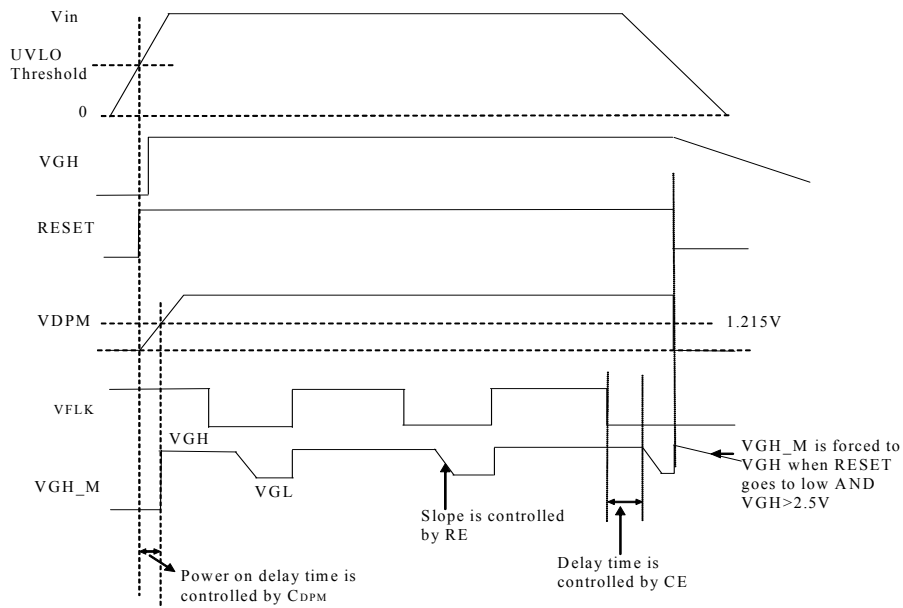 Vin
UVLO
Threshold
0
VGH
RESET
VDPM
1.215V
VFLK
VGH
VGH_M
VGL
VGH_M is forced to
VGH when RESET
goes to low AND
VGH>2.5V
Slope is controlled
by RE
Delay time is
controlled by CE
Power on delay time is
controlled by CDPM